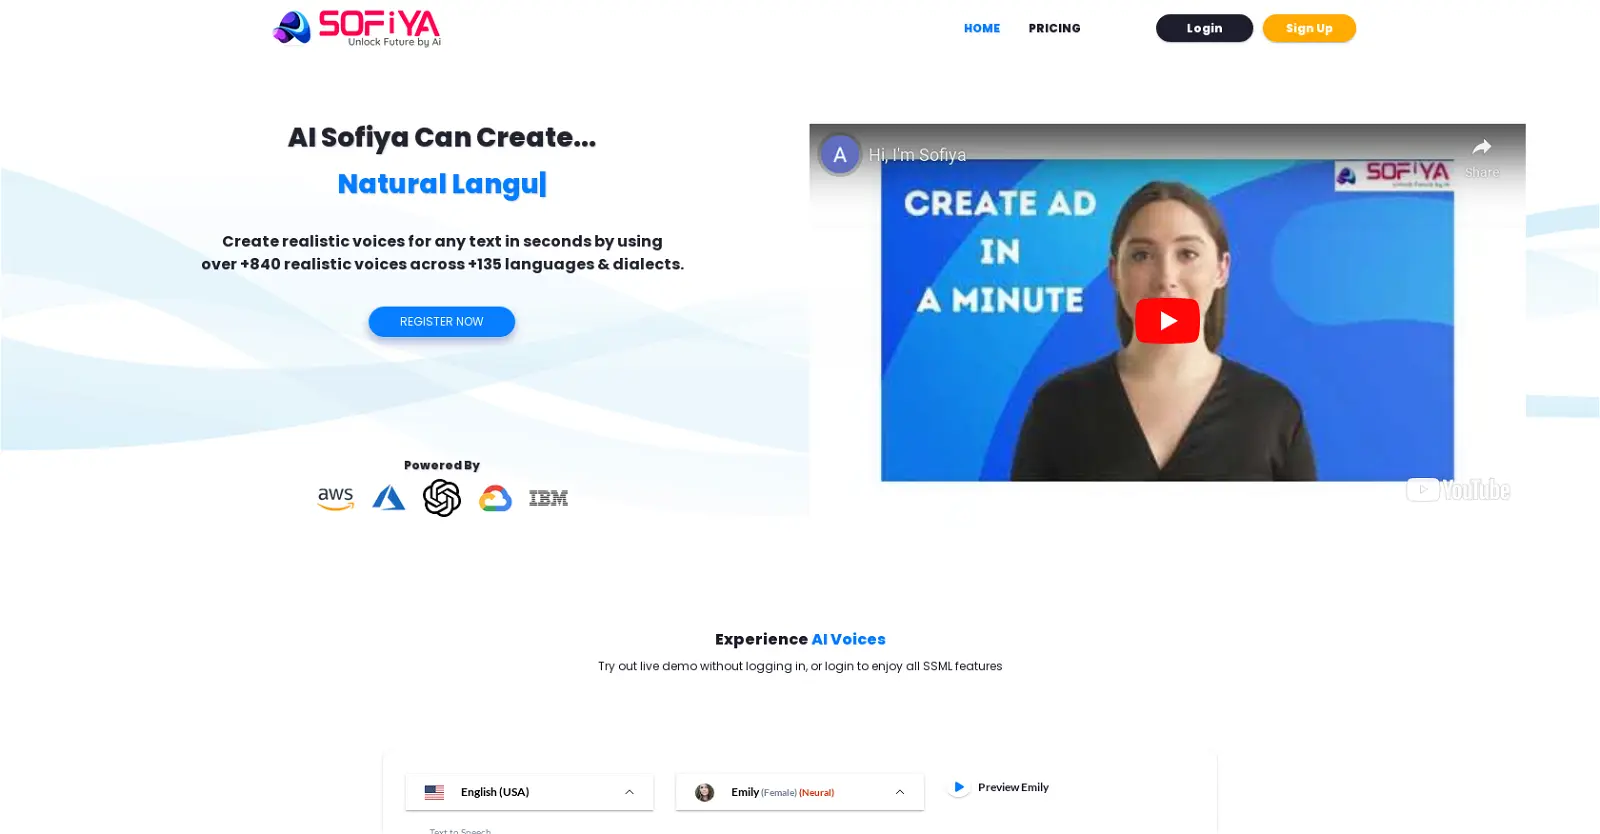 SOFiYA
Unlock Future by Ai
HOME
PRICING
Login
Sign Up
AI Sofiya Can Create...
Natural Langu|
Create realistic voices for any text in seconds by using
over +840 realistic voices across +135 languages & dialects.
REGISTER NOW
Powered By
aws
IBM
A
Hi, I'm Sofiya
Share
SOFiYA
Unlock Future by Ai
CREATE AD
IN
A MINUTE
YouTube
Experience AI Voices
Try out live demo without logging in, or login to enjoy all SSML features
English (USA)
Emily (Female) (Neural)
Preview Emily
Text to Speech